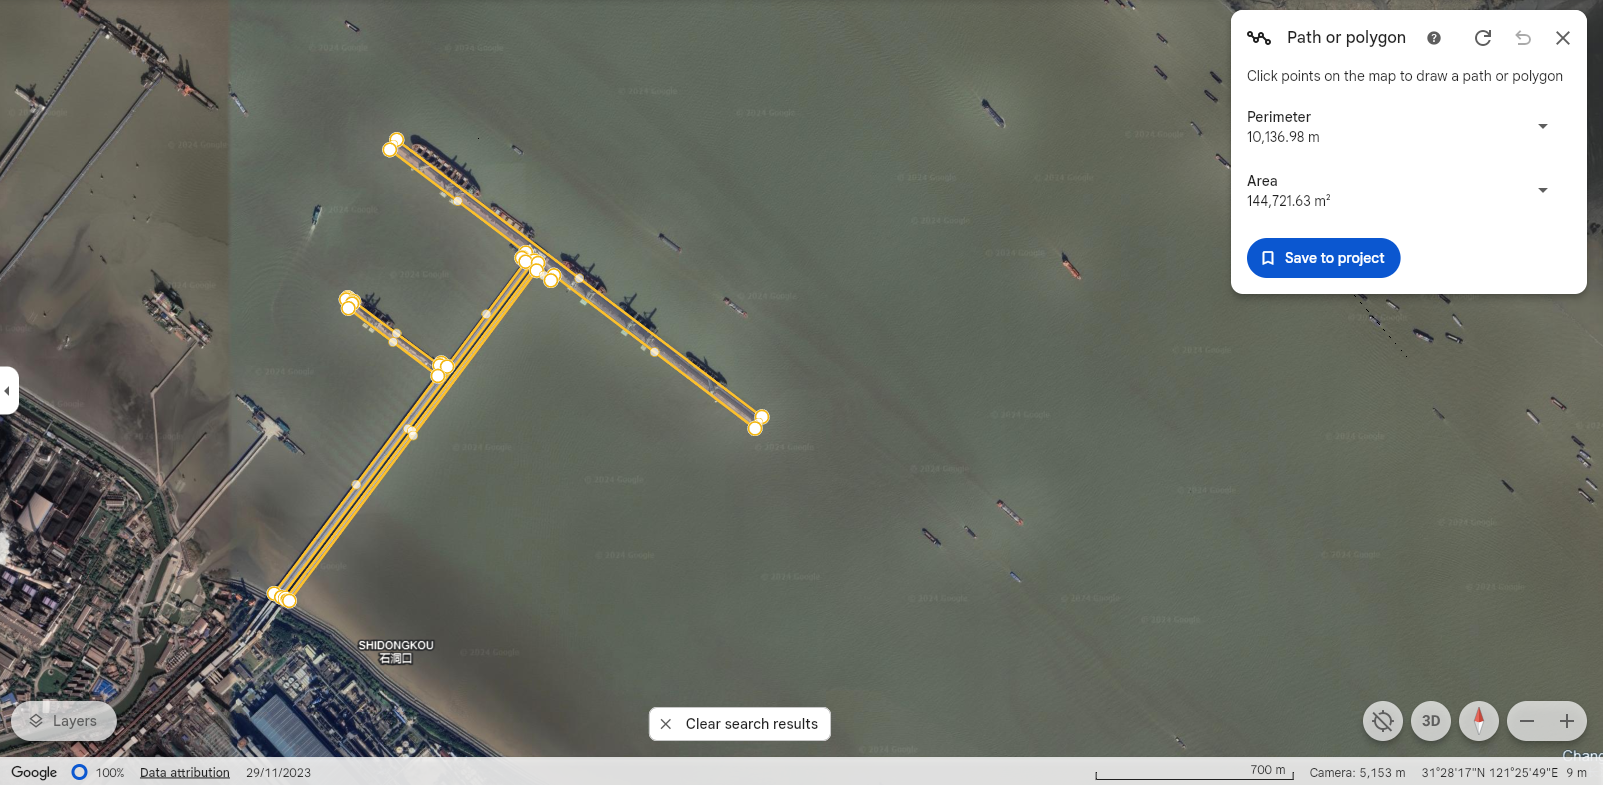 Path or polygon
Click points on the map to draw a path or polygon
Perimeter
10,136.98 m
Area
144,721.63 m²
Save to project
© 2024 Google
SHIDONGKOU
石洞口
Layers
Clear search results
3D
Google
100%
Data attribution
29/11/2023
700 m
Camera: 5,153 m
31°28'17"N 121°25'49"E
9 m